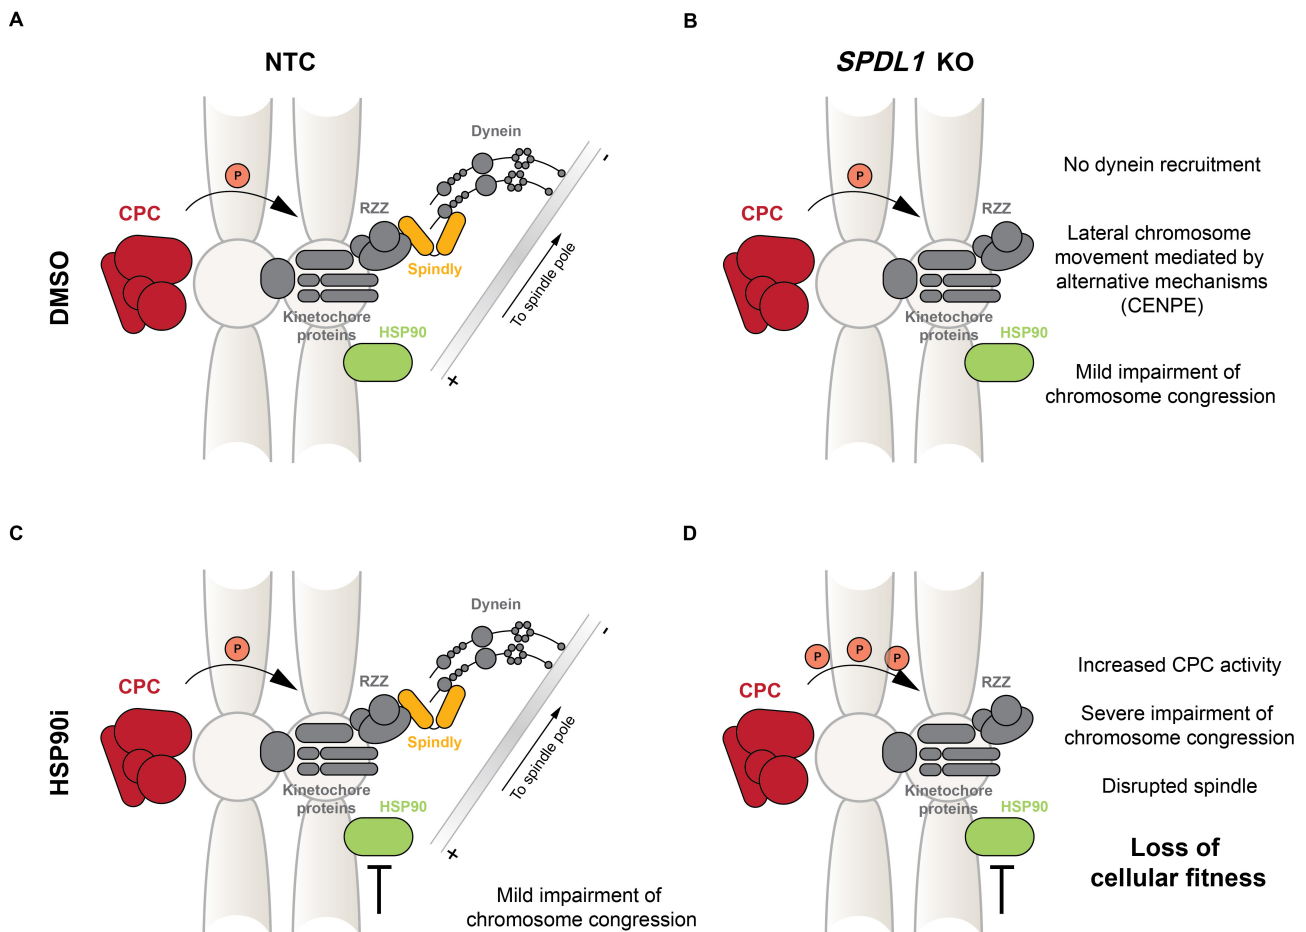 A
NTC
DMSO
P
CPC
RZZ
Dynein
Spindly
Kinetochore
proteins
HSP90
To spindle pole
-
+
B
SPDL1 KO
P
CPC
RZZ
Kinetochore
proteins
HSP90
No dynein recruitment
Lateral chromosome
movement mediated by
alternative mechanisms
(CENPE)
Mild impairment of
chromosome congression
C
HSP90i
P
CPC
RZZ
Dynein
Spindly
Kinetochore
proteins
HSP90
To spindle pole
-
+
Mild impairment of
chromosome congression
D
P
P
P
CPC
RZZ
Kinetochore
proteins
HSP90
Increased CPC activity
Severe impairment of
chromosome congression
Disrupted spindle
Loss of
cellular fitness